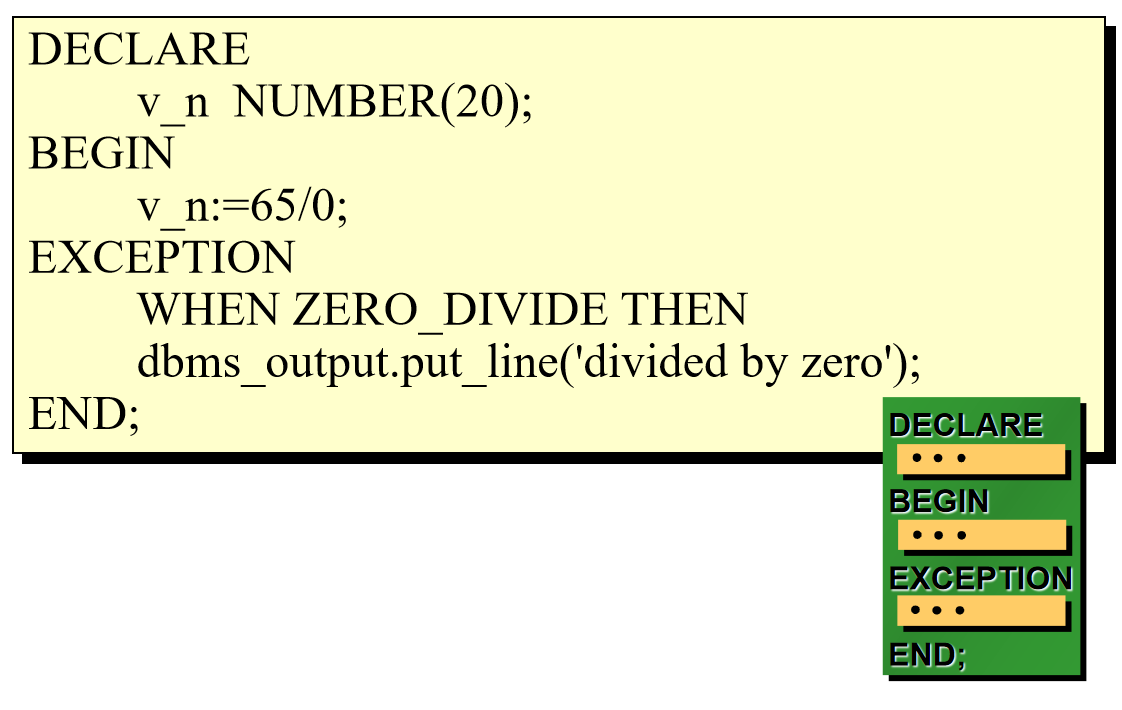 DECLARE
v_n  NUMBER(20);
BEGIN
v_n:=65/0;
EXCEPTION
WHEN ZERO_DIVIDE THEN
dbms_output.put_line('divided by zero');
END;
DECLARE
• • •
BEGIN
• • •
EXCEPTION
• • •
END;